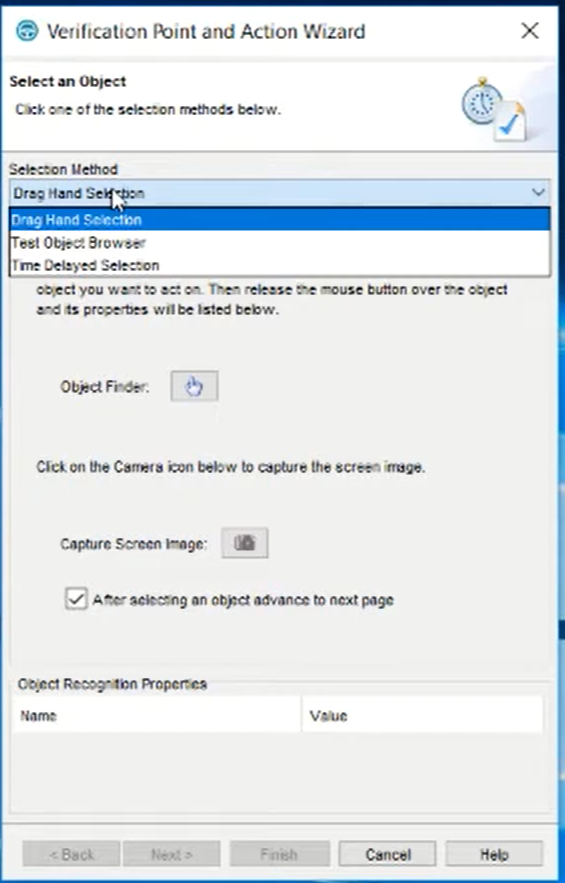 Verification Point and Action Wizard
Select an Object
Click one of the selection methods below.
Selection Method
Drag Hand Selection
Drag Hand Selection
Test Object Browser
Time Delayed Selection
object you want to act on. Then release the mouse button over the object
and its properties will be listed below.
Object Finder:
Click on the Camera icon below to capture the screen image.
Capture Screen Image:
After selecting an object advance to next page
Object Recognition Properties
Name Value
< Back Next > Finish Cancel Help